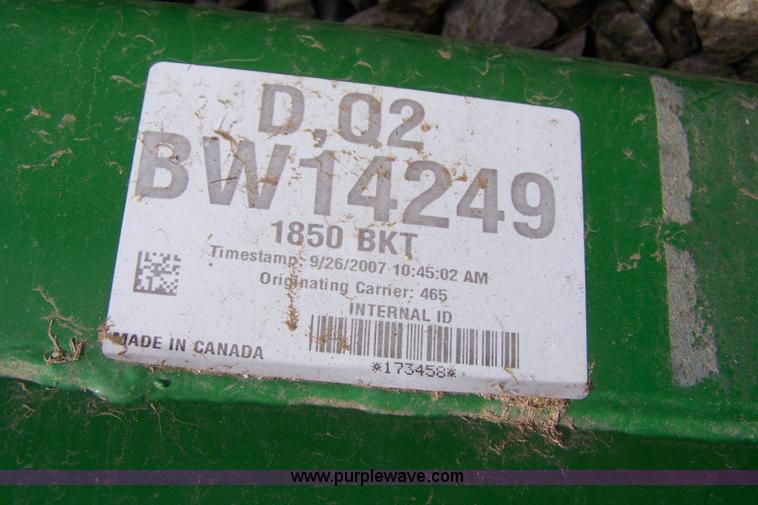 D,Q2
BW14249
1850 BKT
Timestamp: 9/26/2007 10:45:02 AM
Originating Carrier: 465
INTERNAL ID
MADE IN CANADA
*173458*
www.purplewave.com